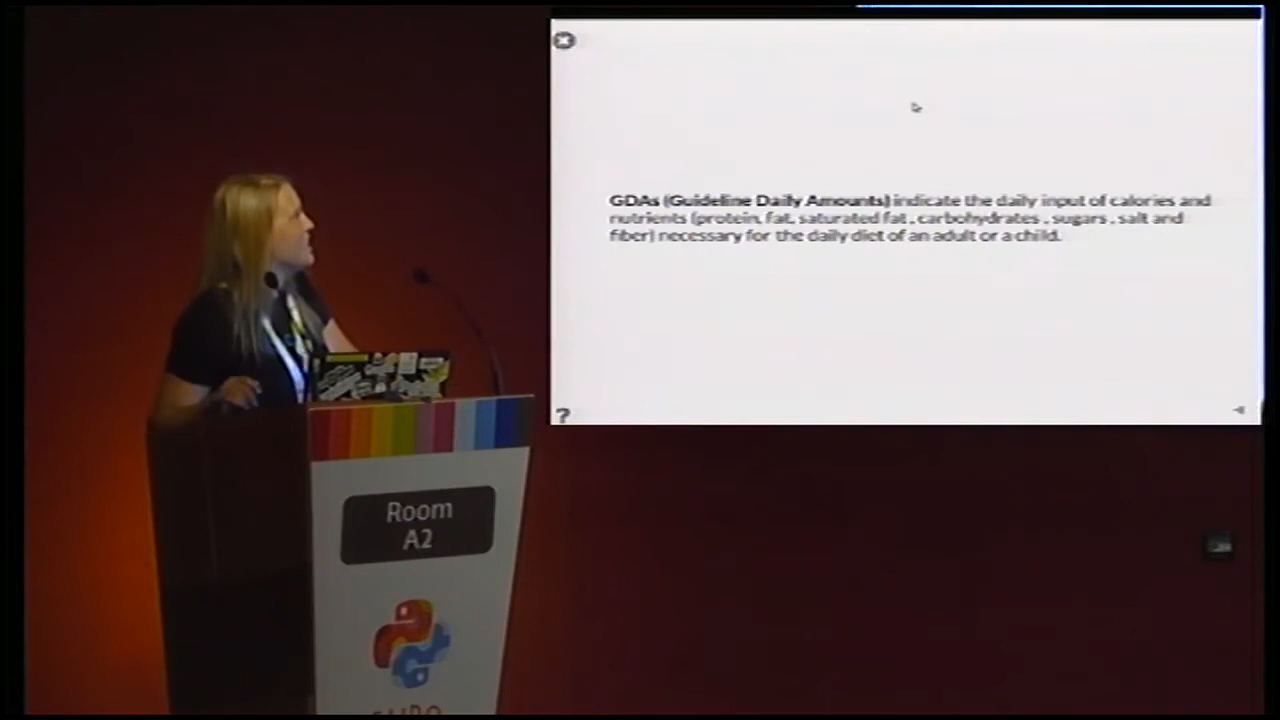 GDAs (Guideline Daily Amounts) indicate the daily input of calories and
nutrients (protein, fat, saturated fat , carbohydrates , sugars , salt and
fiber) necessary for the daily diet of an adult or a child.
?
Room
A2
EURO